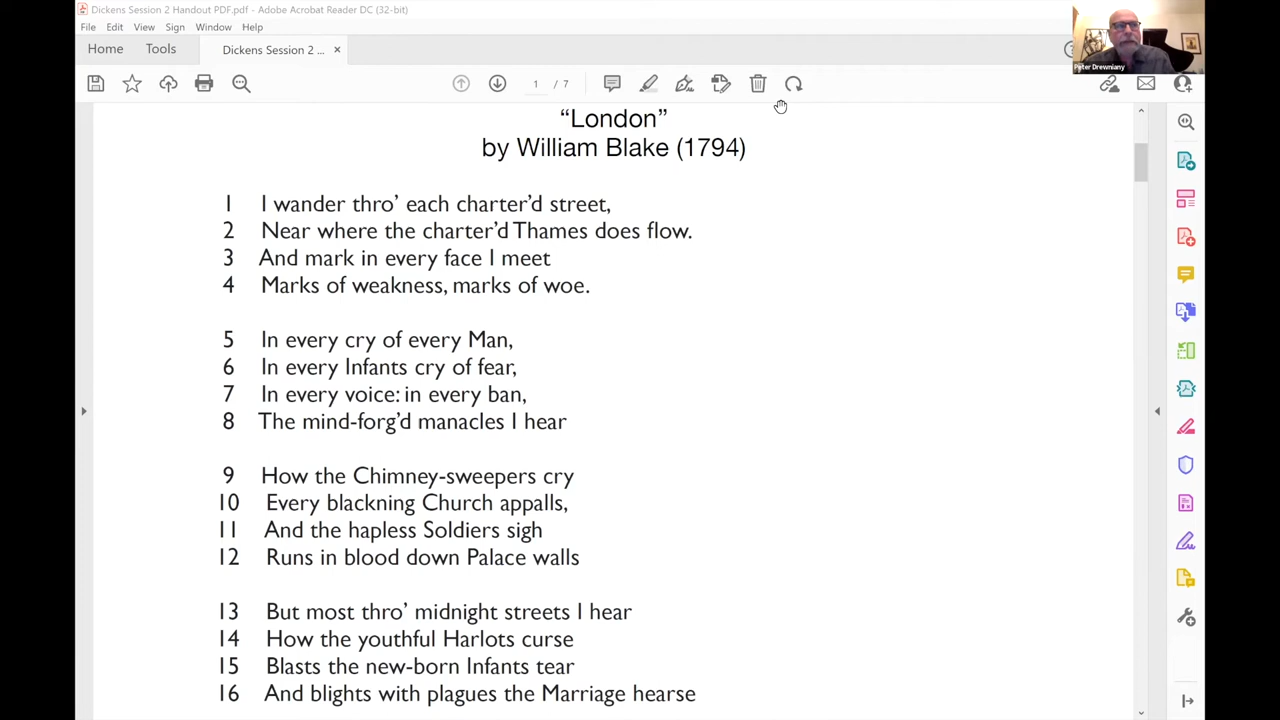 Dickens Session 2 Handout PDF.pdf - Adobe Acrobat Reader DC (32-bit)
File Edit View Sign Window Help
Home Tools Dickens Session 2 ... ×
1 / 7
Peter Drewniany
“London”
by William Blake (1794)
1 I wander thro’ each charter’d street,
2 Near where the charter’d Thames does flow.
3 And mark in every face I meet
4 Marks of weakness, marks of woe.
5 In every cry of every Man,
6 In every Infants cry of fear,
7 In every voice: in every ban,
8 The mind-forg’d manacles I hear
9 How the Chimney-sweepers cry
10 Every blackning Church appalls,
11 And the hapless Soldiers sigh
12 Runs in blood down Palace walls
13 But most thro’ midnight streets I hear
14 How the youthful Harlots curse
15 Blasts the new-born Infants tear
16 And blights with plagues the Marriage hearse